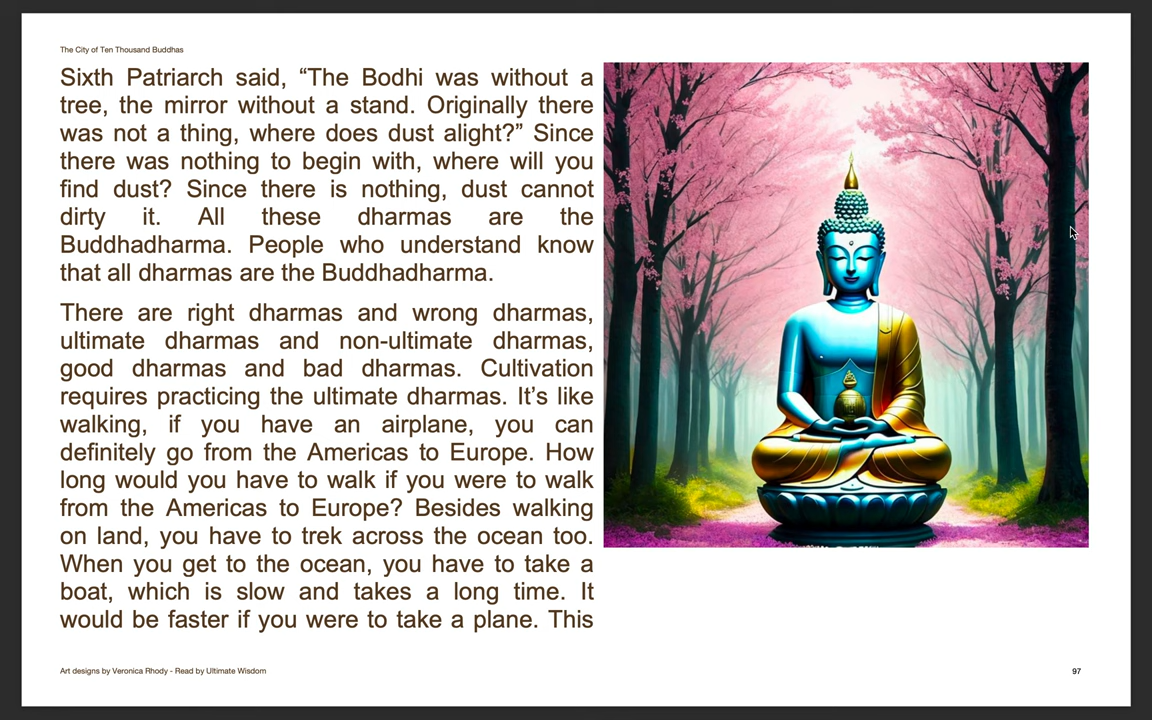 The City of Ten Thousand Buddhas
Sixth Patriarch said, “The Bodhi was without a
tree, the mirror without a stand. Originally there
was not a thing, where does dust alight?” Since
there was nothing to begin with, where will you
find dust? Since there is nothing, dust cannot
dirty it. All these dharmas are the
Buddhadharma. People who understand know
that all dharmas are the Buddhadharma.
There are right dharmas and wrong dharmas,
ultimate dharmas and non-ultimate dharmas,
good dharmas and bad dharmas. Cultivation
requires practicing the ultimate dharmas. It’s like
walking, if you have an airplane, you can
definitely go from the Americas to Europe. How
long would you have to walk if you were to walk
from the Americas to Europe? Besides walking
on land, you have to trek across the ocean too.
When you get to the ocean, you have to take a
boat, which is slow and takes a long time. It
would be faster if you were to take a plane. This
Art designs by Veronica Rhody - Read by Ultimate Wisdom
97